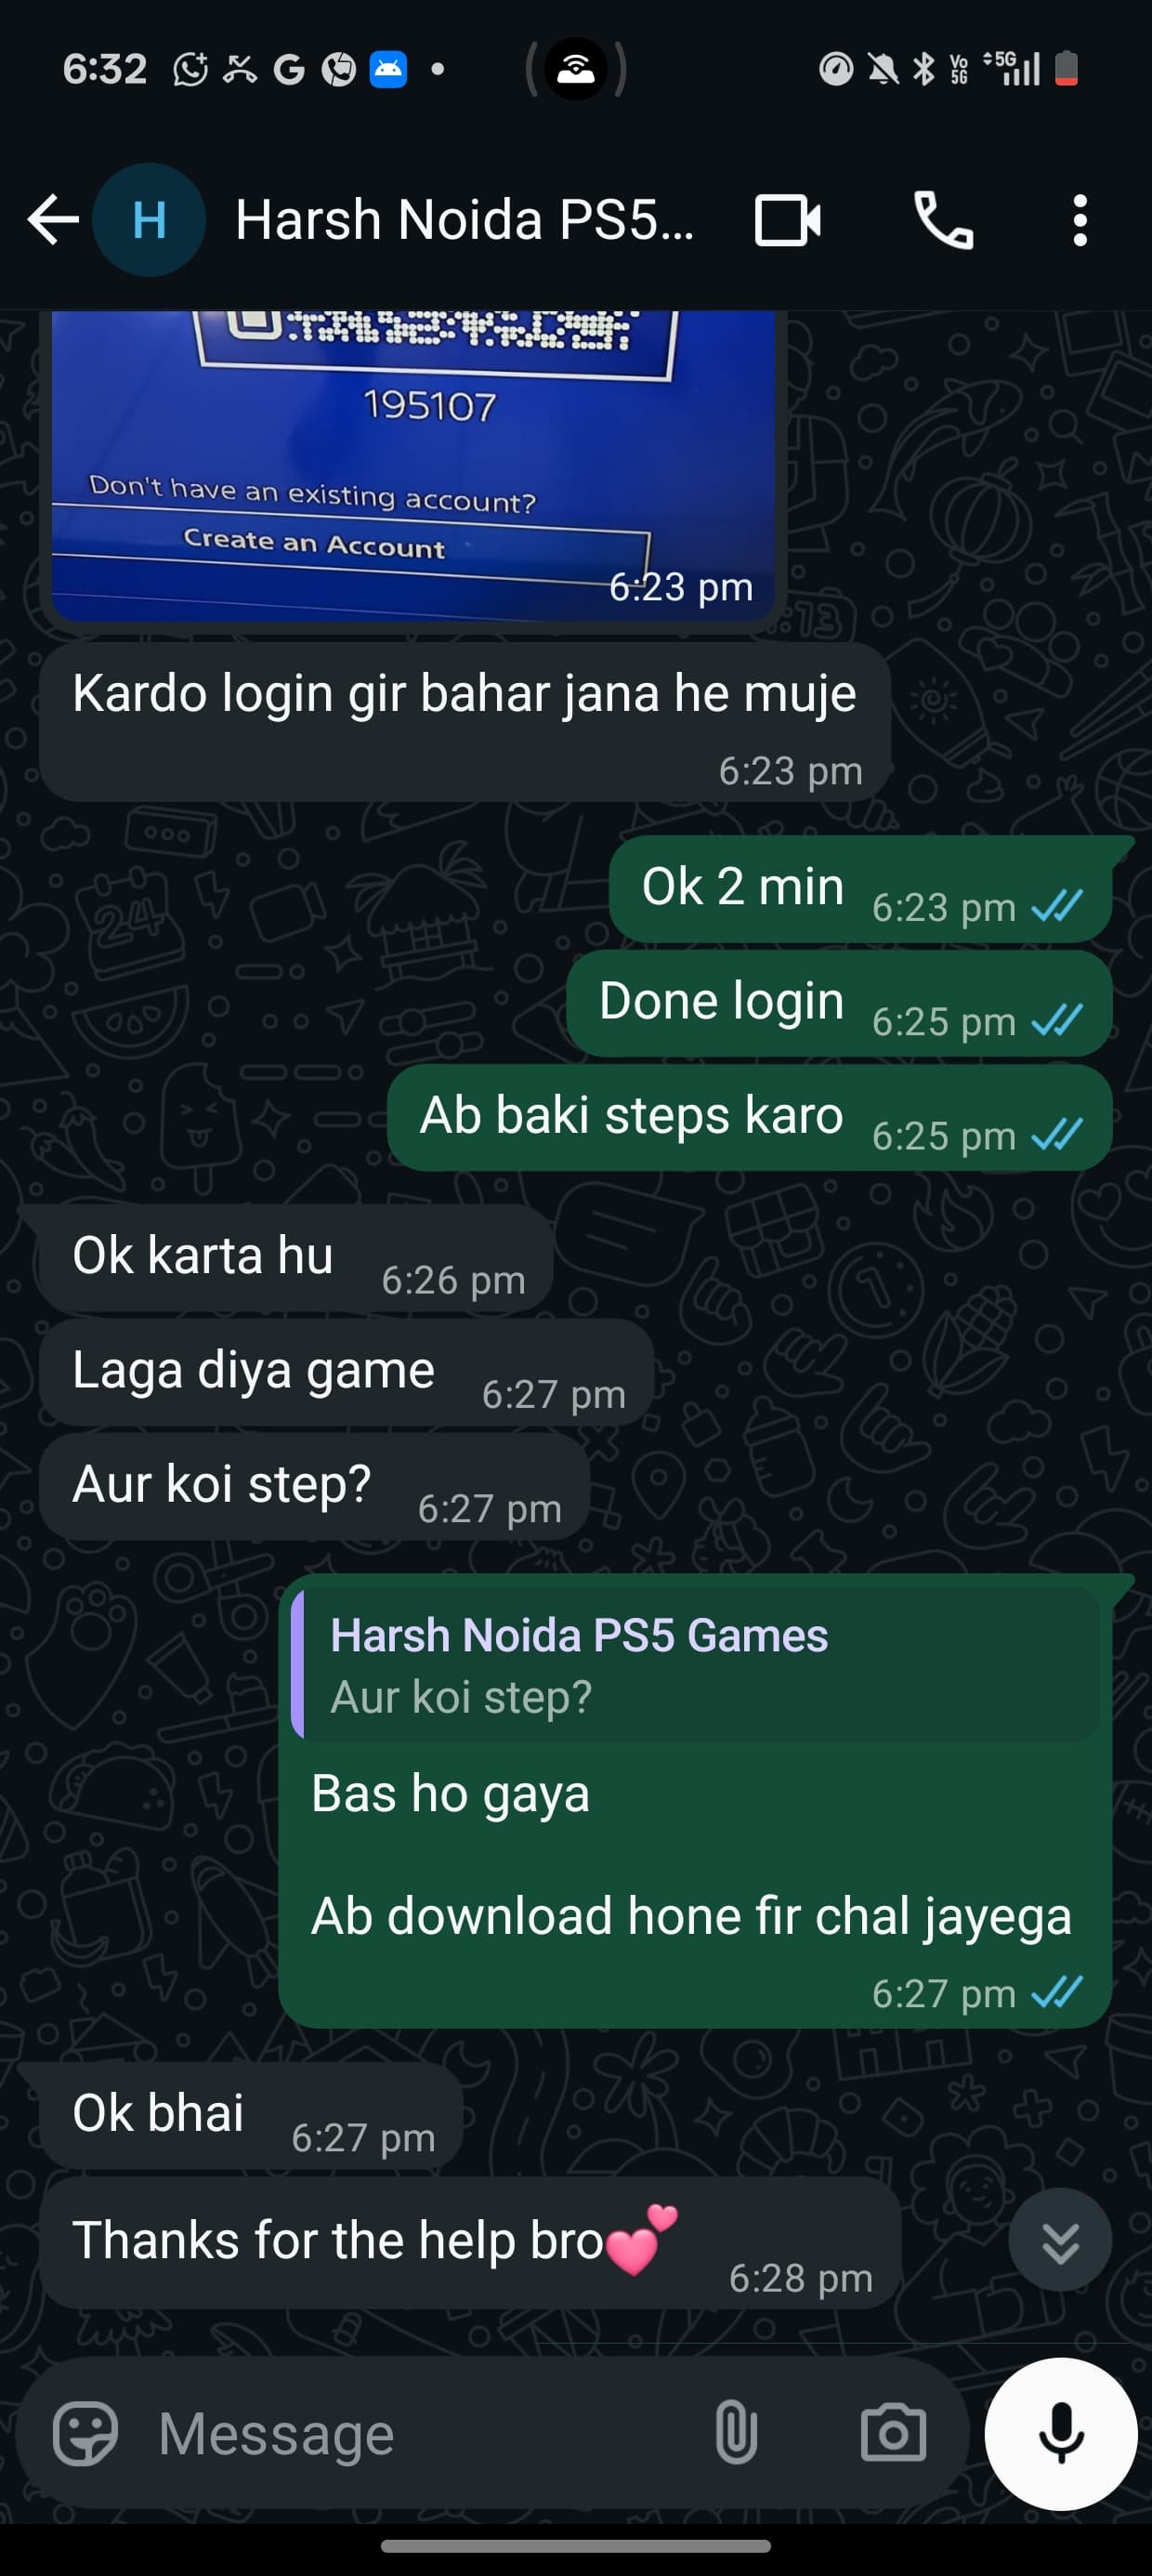 6:32
Vo
5G
5G
H
Harsh Noida PS5...
195107
Don't have an existing account?
Create an Account
6:23 pm
Kardo login gir bahar jana he muje
6:23 pm
Ok 2 min 6:23 pm
Done login 6:25 pm
Ab baki steps karo 6:25 pm
Ok karta hu 6:26 pm
Laga diya game 6:27 pm
Aur koi step? 6:27 pm
Harsh Noida PS5 Games
Aur koi step?
Bas ho gaya
Ab download hone fir chal jayega
6:27 pm
Ok bhai 6:27 pm
Thanks for the help bro💕 6:28 pm
Message